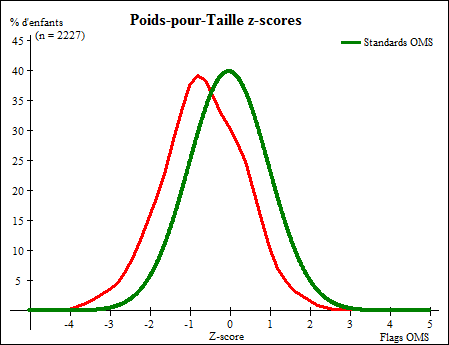 Poids-pour-Taille z-scores
% d'enfants
(n = 2227)
Standards OMS
45
40
35
30
25
20
15
10
5
-4 -3 -2 -1 0 1 2 3 4 5
Z-score
Flags OMS